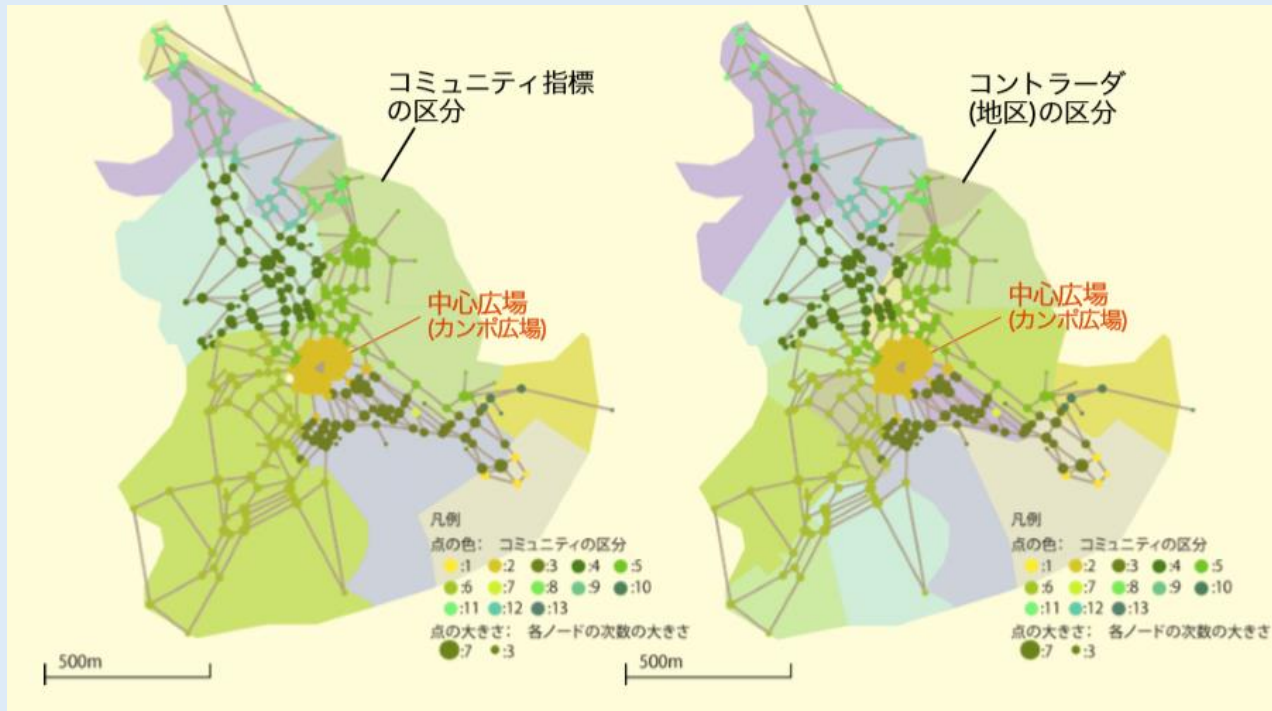 コミュニティ指標
の区分
中心広場
(カンポ広場)
凡例
点の色: コミュニティの区分
:1 :2 :3 :4 :5
:6 :7 :8 :9 :10
:11 :12 :13
点の大きさ: 各ノードの次数の大きさ
:7 :3
500m
コントラーダ
(地区)の区分
中心広場
(カンポ広場)
凡例
点の色: コミュニティの区分
:1 :2 :3 :4 :5
:6 :7 :8 :9 :10
:11 :12 :13
点の大きさ: 各ノードの次数の大きさ
:7 :3
500m